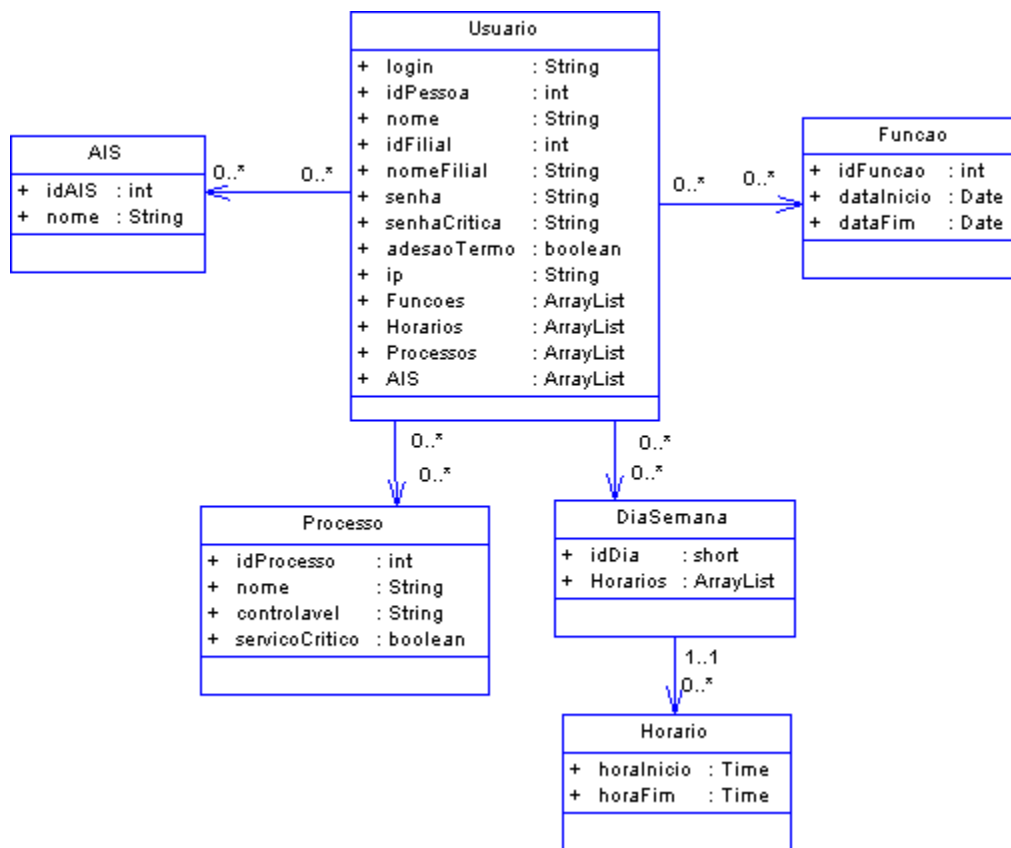 Usuario
+ login : String
+ idPessoa : int
+ nome : String
+ idFilial : int
+ nomeFilial : String
+ senha : String
+ senhaCritica : String
+ adesaoTermo : boolean
+ ip : String
+ Funcoes : ArrayList
+ Horarios : ArrayList
+ Processos : ArrayList
+ AIS : ArrayList
AIS
+ idAIS : int
+ nome : String
0..* 0..*
Funcao
+ idFuncao : int
+ dataInicio : Date
+ dataFim : Date
0..* 0..*
0..*
0..*
0..*
0..*
Processo
+ idProcesso : int
+ nome : String
+ controlavel : String
+ servicoCritico : boolean
DiaSemana
+ idDia : short
+ Horarios : ArrayList
1..1
0..*
Horario
+ horaInicio : Time
+ horaFim : Time